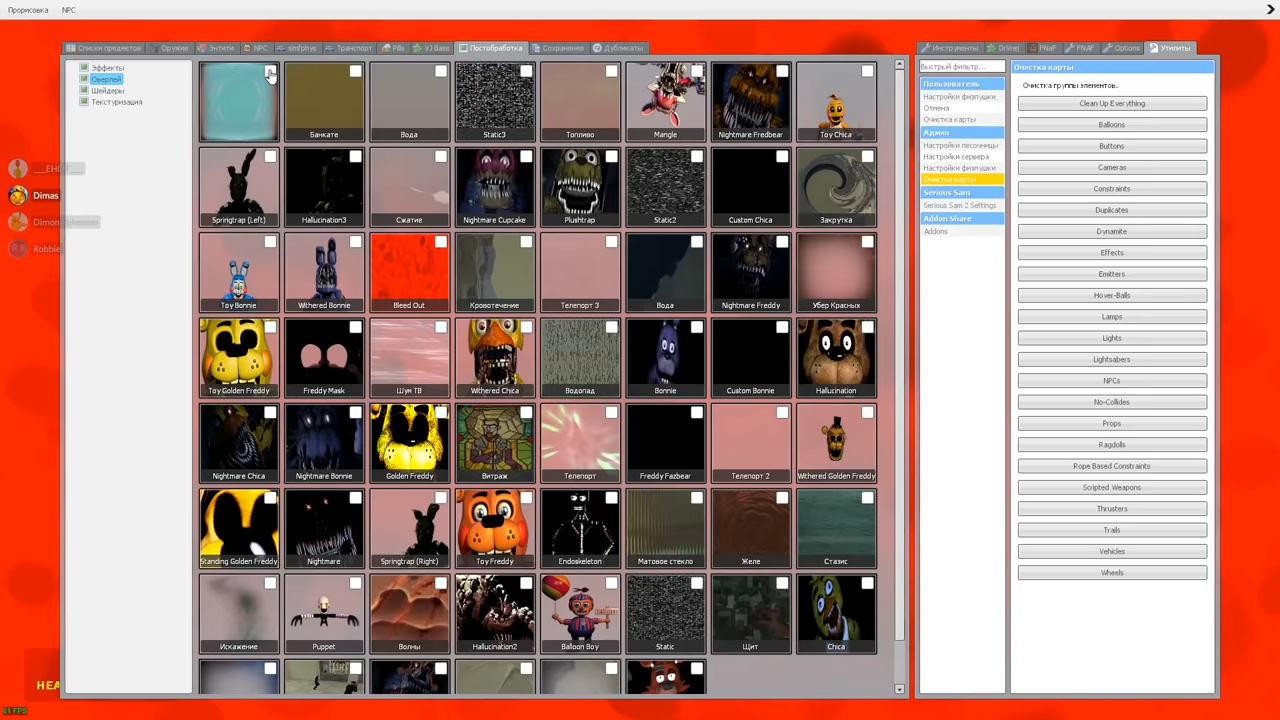 Прорисовка NPC
Списки предметов Оружие Энтити NPC simfphys Транспорт Pills VJ Base Постобработка Сохранения Дубликаты
Инструменты DrVrej FNaF FNAF Options Утилиты
Эффекты
Оверлей
Шейдеры
Текстуризация
Dimas
Банкате Вода Static3 Топливо Mangle Nightmare Fredbear Toy Chica
Springtrap (Left) Hallucination3 Сжатие Nightmare Cupcake Plushtrap Static2 Custom Chica Закрутка
Toy Bonnie Withered Bonnie Bleed Out Кровотечение Телепорт 3 Вода Nightmare Freddy Убер Красных
Toy Golden Freddy Freddy Mask Шум ТВ Withered Chica Водопад Bonnie Custom Bonnie Hallucination
Nightmare Chica Nightmare Bonnie Golden Freddy Витраж Телепорт Freddy Fazbear Телепорт 2 Withered Golden Freddy
Standing Golden Freddy Nightmare Springtrap (Right) Toy Freddy Endoskeleton Матовое стекло Желе Стазис
Искажение Puppet Волны Hallucination2 Balloon Boy Static Щит Chica
Быстрый фильтр...
Пользователь
Настройки физпушки
Отмена
Очистка карты
Админ
Настройки песочницы
Настройки сервера
Настройки физпушки
Очистка карты
Serious Sam
Serious Sam 2 Settings
Addon Share
Addons
Очистка карты
Очистка группы элементов.
Clean Up Everything
Balloons
Buttons
Cameras
Constraints
Duplicates
Dynamite
Effects
Emitters
Hover-Balls
Lamps
Lights
Lightsabers
NPCs
No-Collides
Props
Ragdolls
Rope Based Constraints
Scripted Weapons
Thrusters
Trails
Vehicles
Wheels
61 FPS